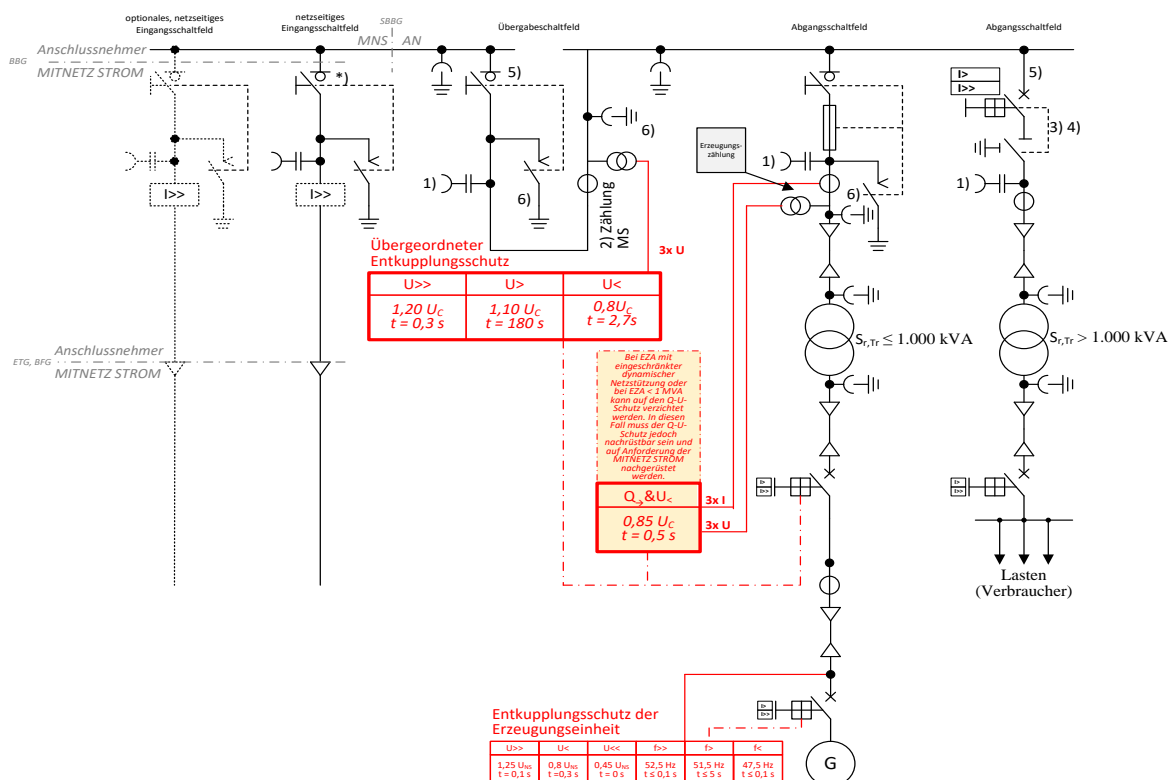 optionales, netzseitiges
Eingangsschaltfeld
netzseitiges
Eingangsschaltfeld
SBBG
MNS
AN
Übergabeschaltfeld
Abgangsschaltfeld
Abgangsschaltfeld
Anschlussnehmer
BBG
MITNETZ STROM
*)
5)
I>
I>>
5)
3) 4)
6)
Erzeugungs-
zählung
1)
1)
6)
1)
6)
I>>
I>>
2) Zählung
MS
3x U
Übergeordneter
Entkupplungsschutz
U>> U> U<
1,20 UC 1,10 UC 0,8UC
t = 0,3 s t = 180 s t = 2,7s
Sr,Tr ≤ 1.000 kVA
Sr,Tr > 1.000 kVA
Anschlussnehmer
ETG, BFG
MITNETZ STROM
Bei EZA mit
eingeschränkter
dynamischer
Netzstützung oder
bei EZA < 1 MVA
kann auf den Q-U-
Schutz verzichtet
werden. In diesen
Fall muss der Q-U-
Schutz jedoch
nachrüstbar sein und
auf Anforderung der
MITNETZ STROM
nachgerüstet
werden.
Q→&U<
3x I
0,85 UC
t = 0,5 s
3x U
I>
I>>
I>
I>>
Lasten
(Verbraucher)
I>
I>>
Entkupplungsschutz der
Erzeugungseinheit
U>> U< U<< f>> f> f<
1,25 UNS 0,8 UNS 0,45 UNS 52,5 Hz 51,5 Hz 47,5 Hz
t = 0,1 s t =0,3 s t = 0 s t ≤ 0,1 s t ≤ 5 s t ≤ 0,1 s
G